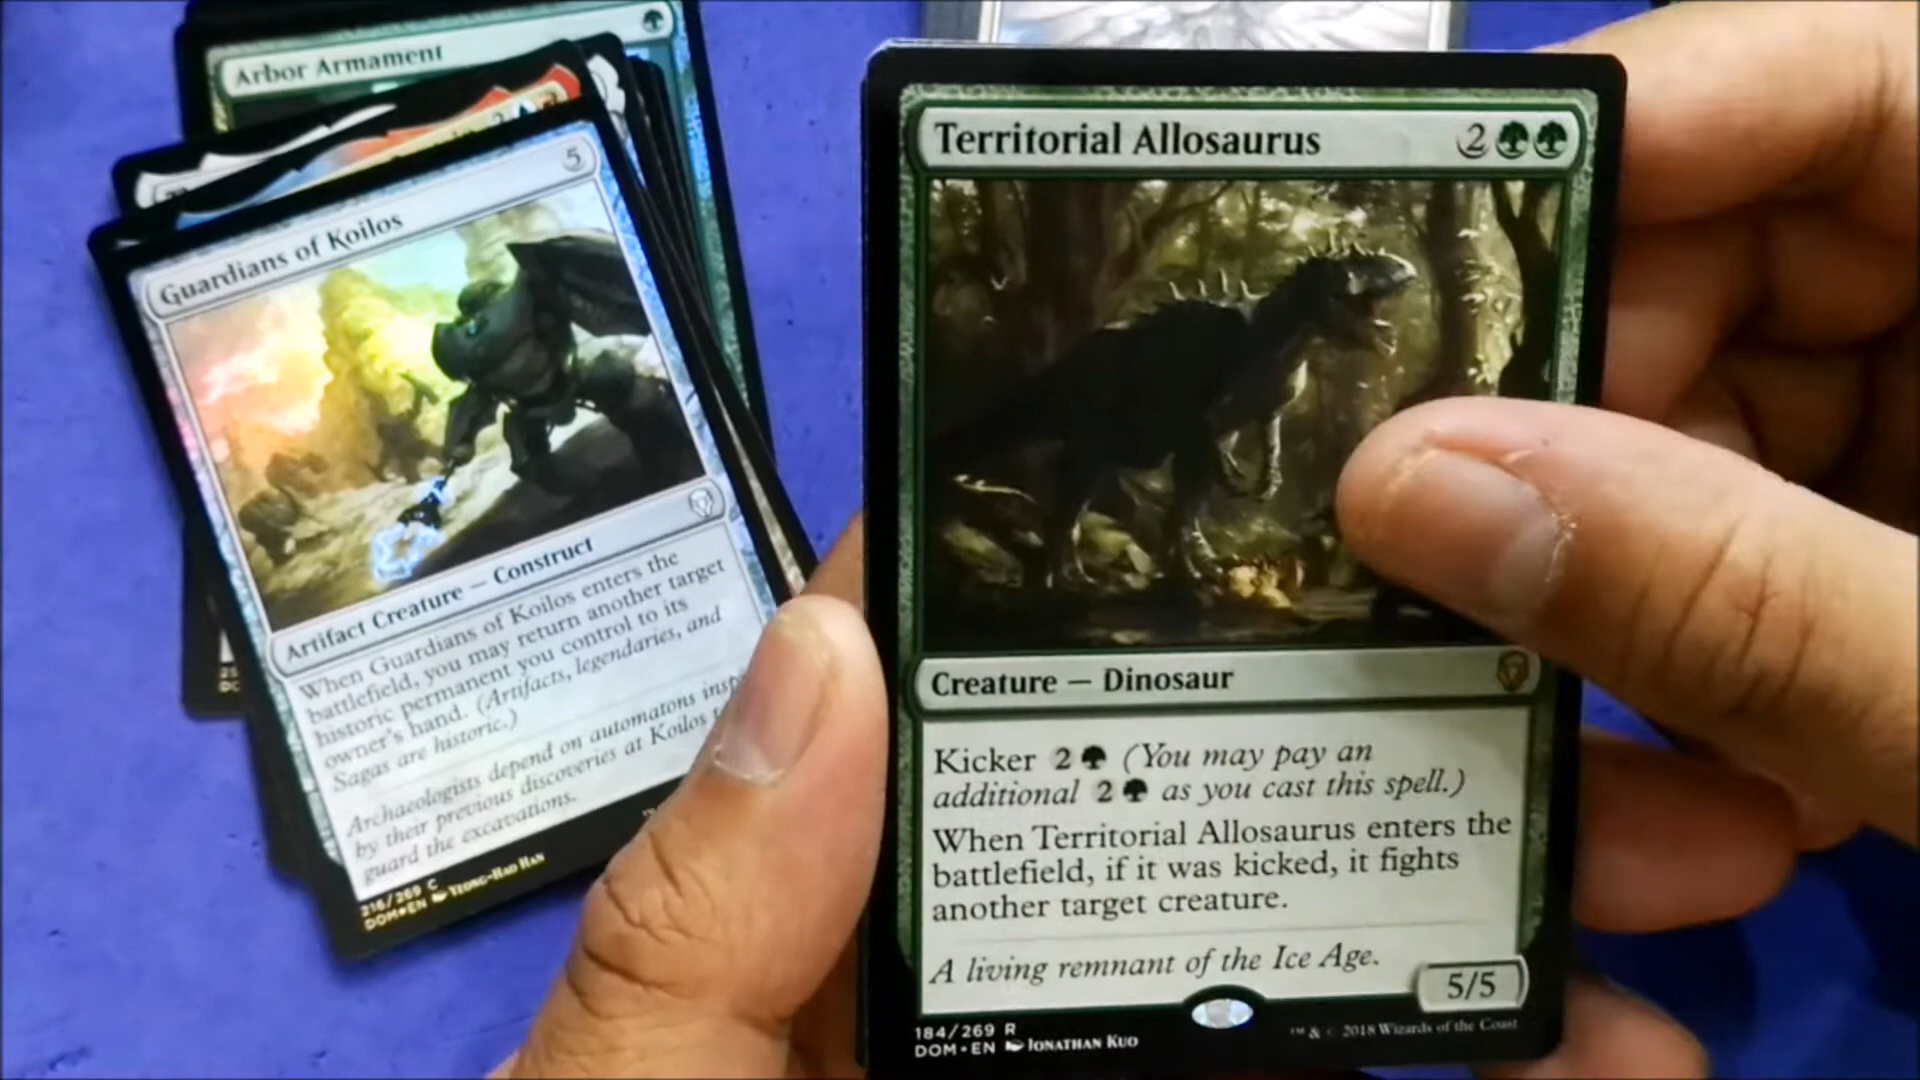 Arbor Armament
Guardians of Koilos
5
Artifact Creature — Construct
When Guardians of Koilos enters the
battlefield, you may return another target
historic permanent you control to its
owner's hand. (Artifacts, legendaries, and
Sagas are historic.)
Archaeologists depend on automatons
by their previous discoveries at Koilos
guard the excavations.
216/269 C
DOM★EN Yeong-Hao Han
Territorial Allosaurus
2
Creature — Dinosaur
Kicker 2 (You may pay an
additional 2 as you cast this spell.)
When Territorial Allosaurus enters the
battlefield, if it was kicked, it fights
another target creature.
A living remnant of the Ice Age.
5/5
184/269 R
DOM • EN Jonathan Kuo
™ & © 2018 Wizards of the Coast